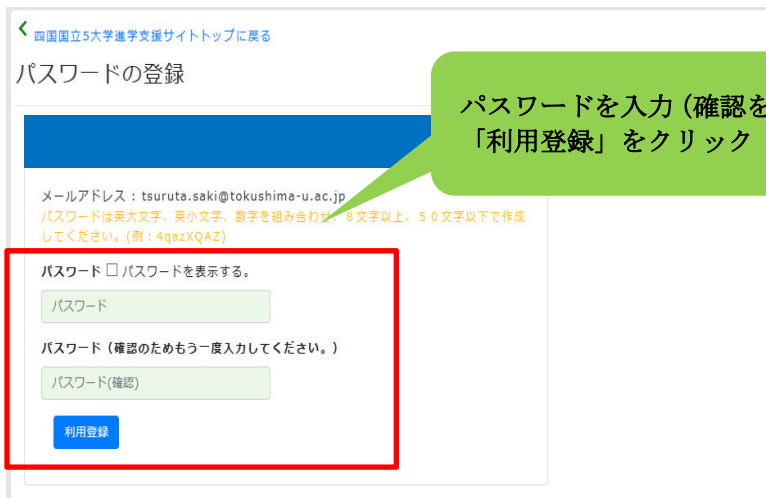 四国国立5大学進学支援サイトトップに戻る
パスワードの登録
パスワードを入力（確認を
「利用登録」をクリック
メールアドレス : tsuruta.saki@tokushima-u.ac.jp
パスワードは英大文字、英小文字、数字を組み合わせ、８文字以上、５０文字以下で作成
してください。(例 : 4qazXQAZ)
パスワード □ パスワードを表示する。
パスワード
パスワード（確認のためもう一度入力してください。）
パスワード(確認)
利用登録